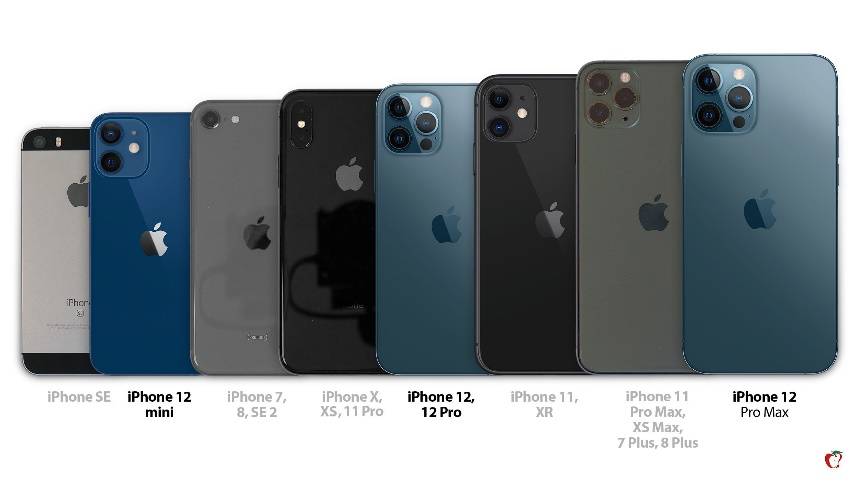 iPhon
iPhone SE
iPhone 12
mini
iPhone 7,
8, SE 2
iPhone X,
XS, 11 Pro
iPhone 12,
12 Pro
iPhone 11,
XR
iPhone 11
Pro Max,
XS Max,
7 Plus, 8 Plus
iPhone 12
Pro Max